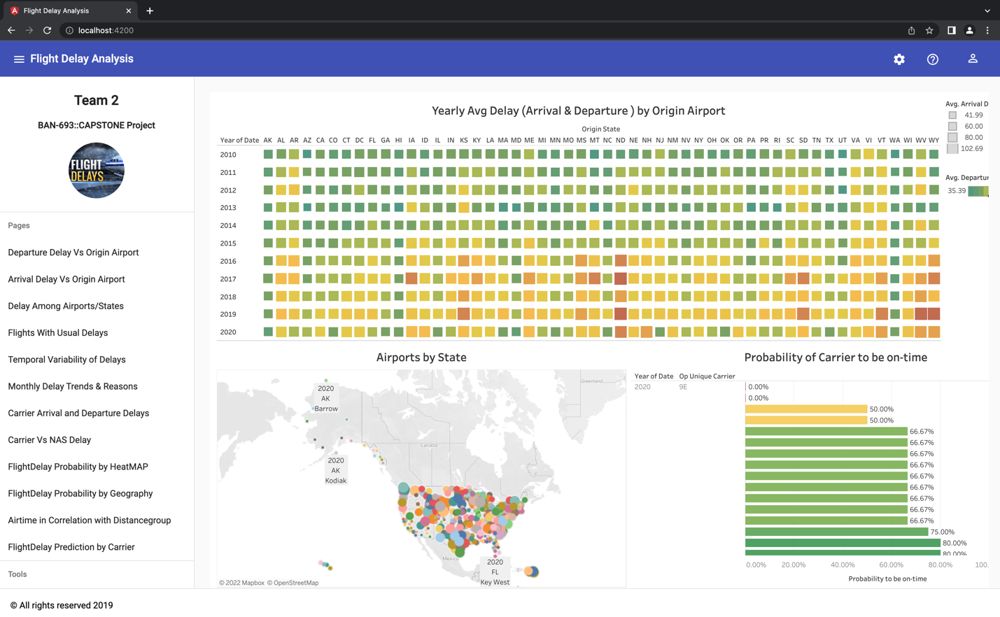 Flight Delay Analysis
localhost:4200
Flight Delay Analysis
Team 2
BAN-693::CAPSTONE Project
FLIGHT
DELAYS
Pages
Departure Delay Vs Origin Airport
Arrival Delay Vs Origin Airport
Delay Among Airports/States
Flights With Usual Delays
Temporal Variability of Delays
Monthly Delay Trends & Reasons
Carrier Arrival and Departure Delays
Carrier Vs NAS Delay
FlightDelay Probability by HeatMAP
FlightDelay Probability by Geography
Airtime in Correlation with Distancegroup
FlightDelay Prediction by Carrier
Tools
Yearly Avg Delay (Arrival & Departure ) by Origin Airport
Origin State
Year of Date AK AL AR AZ CA CO CT DC FL GA HI IA ID IL IN KS KY LA MA MD ME MI MN MO MS MT NC ND NE NH NJ NM NV NY OH OK OR PA PR RI SC SD TN TX UT VA VI VT WA WI WV WY
2010
2011
2012
2013
2014
2015
2016
2017
2018
2019
2020
Avg. Arrival D
41.99
60.00
80.00
102.69
Avg. Departur
35.39
Airports by State
Greenland
2020
AK
Barrow
Canada
2020
AK
Kodiak
Mexico
2020
FL
Key West
© 2022 Mapbox © OpenStreetMap
Probability of Carrier to be on-time
Year of Date Op Unique Carrier
2020 9E 0.00%
0.00%
50.00%
50.00%
66.67%
66.67%
66.67%
66.67%
66.67%
66.67%
66.67%
66.67%
66.67%
75.00%
80.00%
80.00%
0.00% 20.00% 40.00% 60.00% 80.00% 100.
Probability to be on-time
© All rights reserved 2019